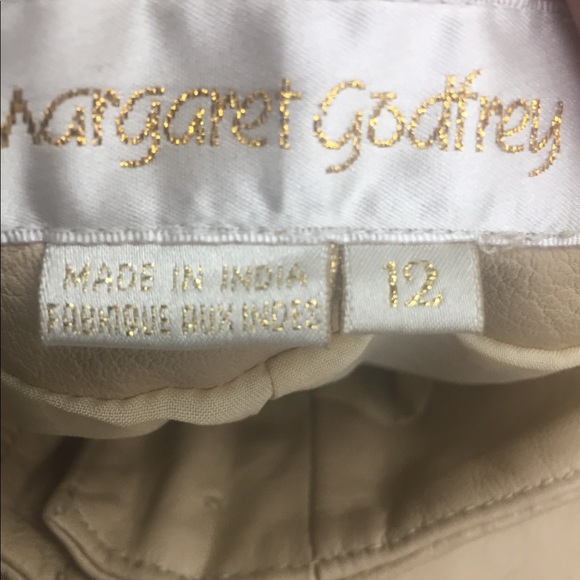 Margaret Godfrey
MADE IN INDIA
FABRIQUE AUX INDES
12